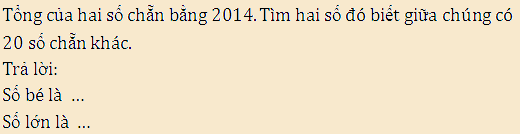 Tổng của hai số chẵn bằng 2014. Tìm hai số đó biết giữa chúng có
20 số chẵn khác.
Trả lời:
Số bé là ...
Số lớn là ...